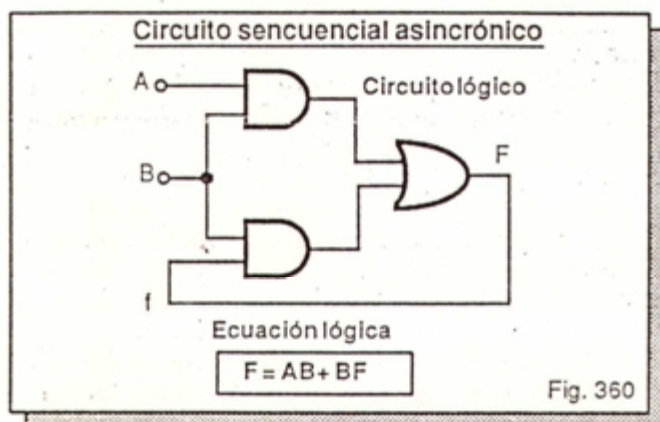 Circuito sencuencial asincrónico
A
Circuito lógico
F
B
f
Ecuación lógica
F = AB + BF
Fig. 360